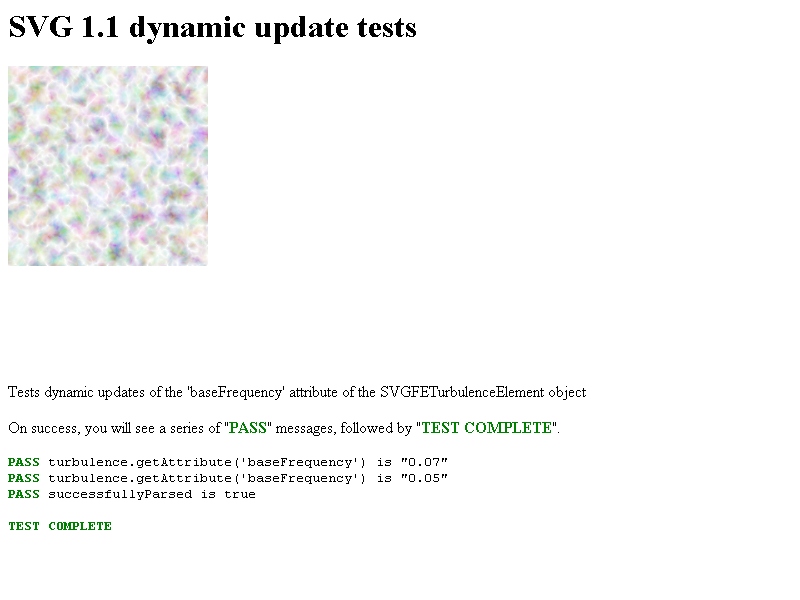 SVG 1.1 dynamic update tests
Tests dynamic updates of the 'baseFrequency' attribute of the SVGFETurbulenceElement object
On success, you will see a series of "PASS" messages, followed by "TEST COMPLETE".
PASS turbulence.getAttribute('baseFrequency') is "0.07"
PASS turbulence.getAttribute('baseFrequency') is "0.05"
PASS successfullyParsed is true
TEST COMPLETE